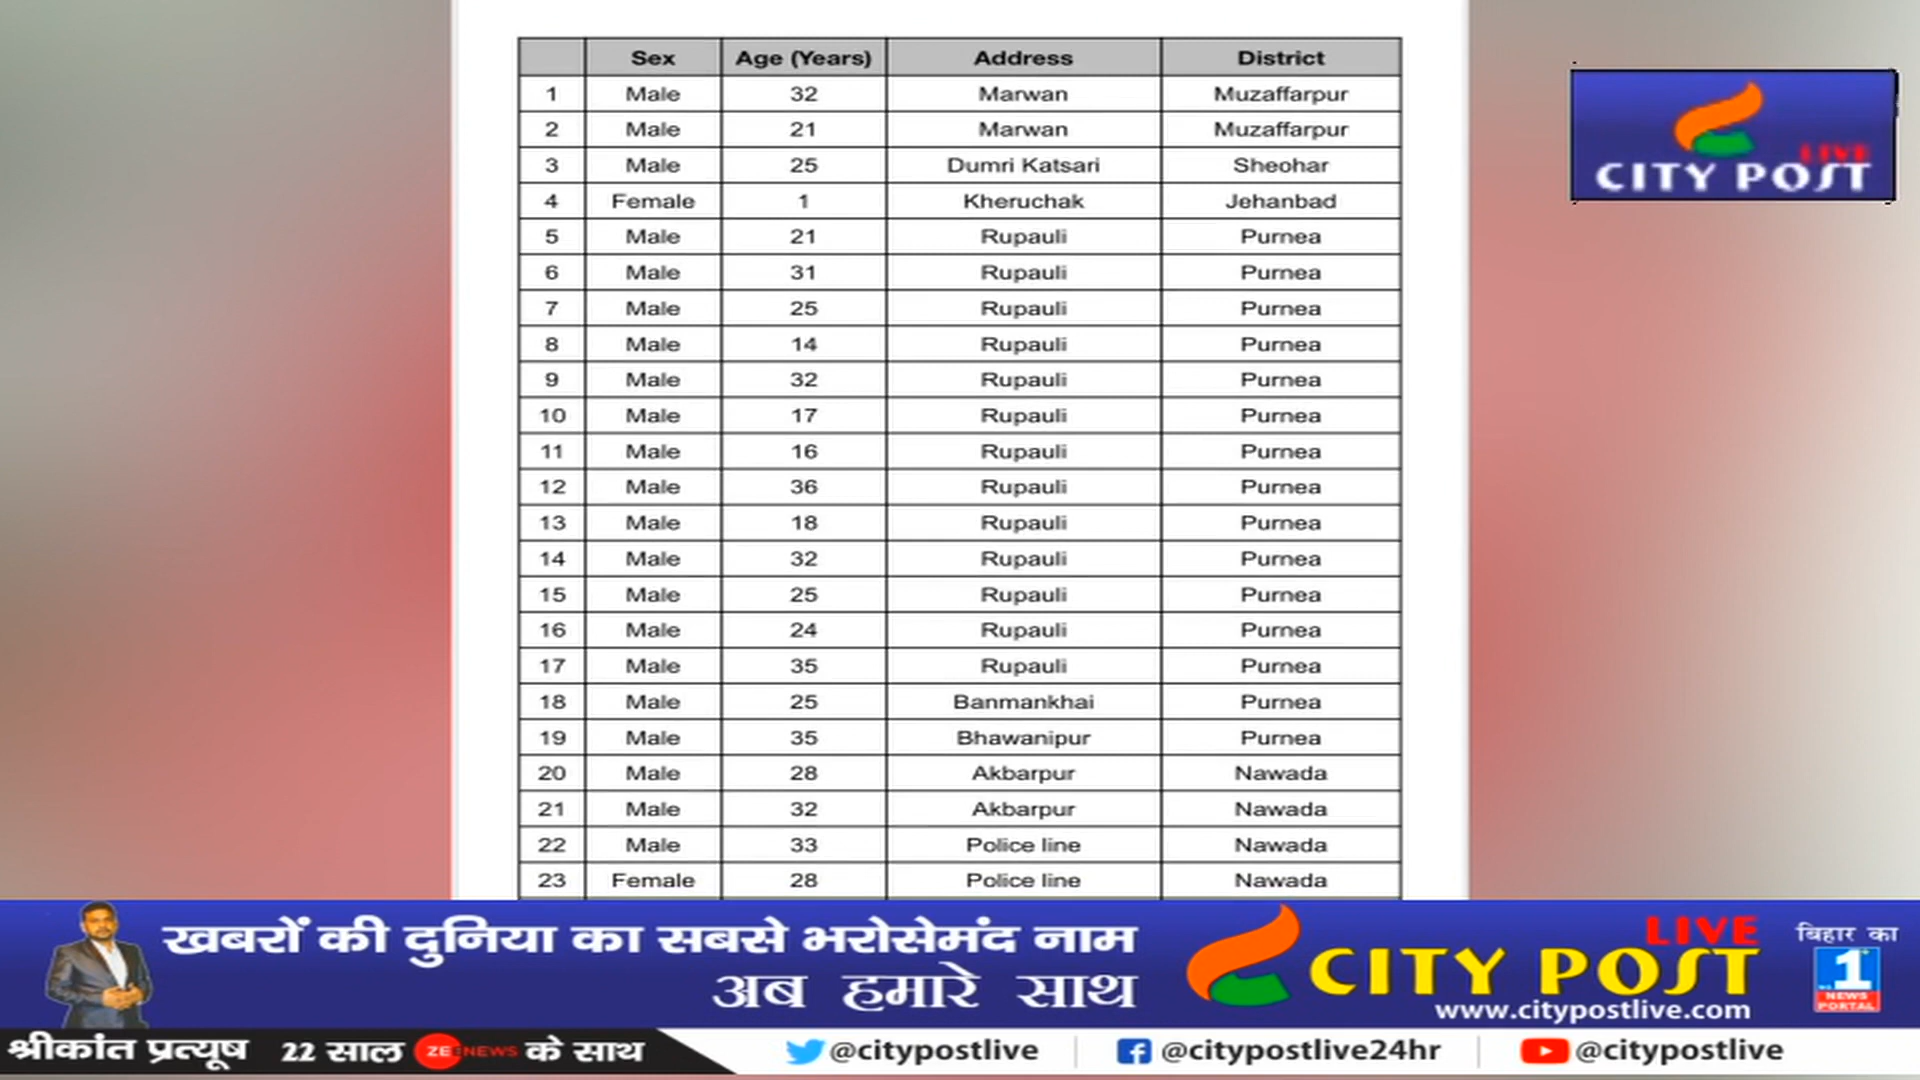 Sex Age (Years) Address District
1 Male 32 Marwan Muzaffarpur
2 Male 21 Marwan Muzaffarpur
3 Male 25 Dumri Katsari Sheohar
4 Female 1 Kheruchak Jehanbad
5 Male 21 Rupauli Purnea
6 Male 31 Rupauli Purnea
7 Male 25 Rupauli Purnea
8 Male 14 Rupauli Purnea
9 Male 32 Rupauli Purnea
10 Male 17 Rupauli Purnea
11 Male 16 Rupauli Purnea
12 Male 36 Rupauli Purnea
13 Male 18 Rupauli Purnea
14 Male 32 Rupauli Purnea
15 Male 25 Rupauli Purnea
16 Male 24 Rupauli Purnea
17 Male 35 Rupauli Purnea
18 Male 25 Banmankhai Purnea
19 Male 35 Bhawanipur Purnea
20 Male 28 Akbarpur Nawada
21 Male 32 Akbarpur Nawada
22 Male 33 Police line Nawada
23 Female 28 Police line Nawada
LIVE
CITY POST
खबरों की दुनिया का सबसे भरोसेमंद नाम
अब हमारे साथ
LIVE
CITY POST
www.citypostlive.com
बिहार का
1
NEWS
PORTAL
श्रीकांत प्रत्यूष 22 साल ZEE NEWS के साथ
@citypostlive @citypostlive24hr @citypostlive